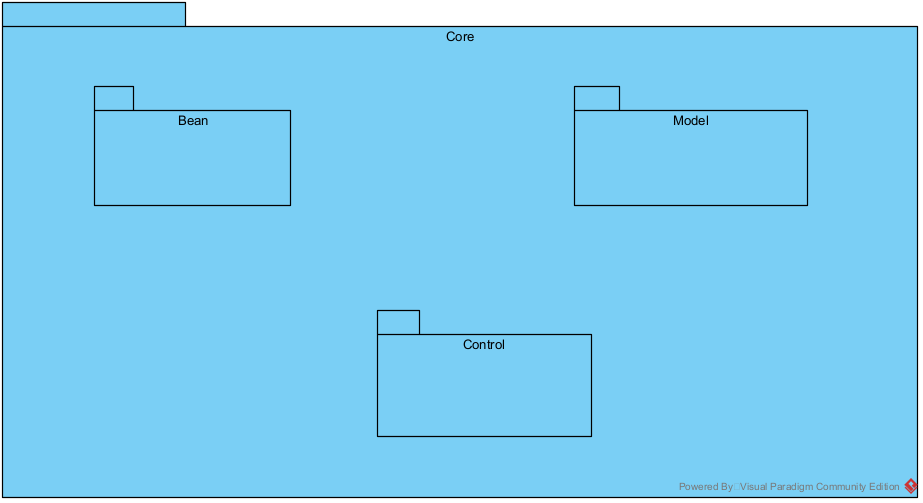 Core
Bean
Model
Control
Powered By Visual Paradigm Community Edition